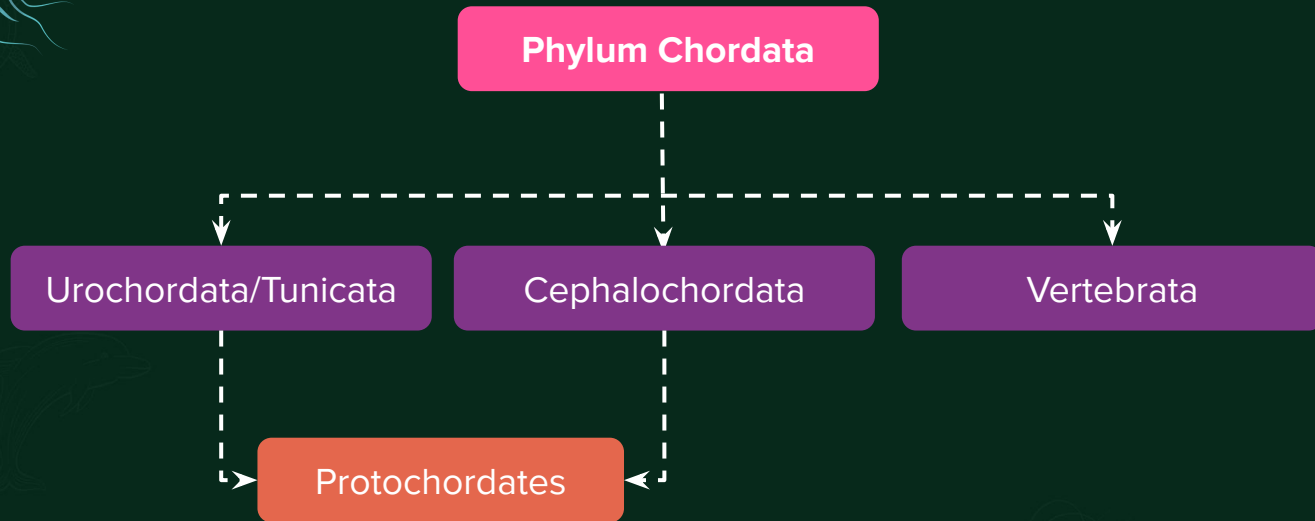 Phylum Chordata
Urochordata/Tunicata
Cephalochordata
Vertebrata
Protochordates